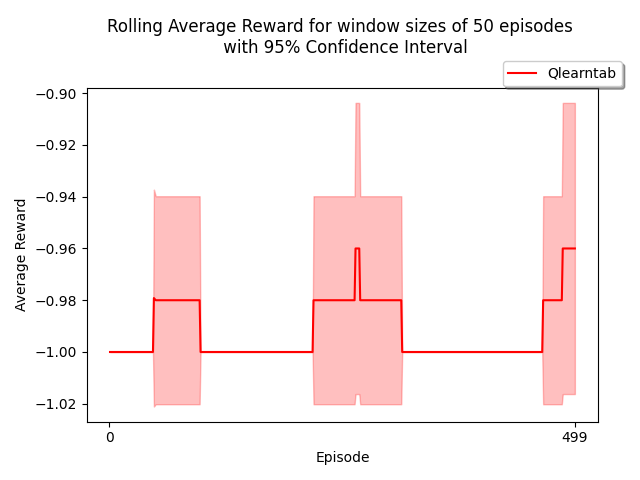 Rolling Average Reward for window sizes of 50 episodes
with 95% Confidence Interval
Qlearntab
−0.90
−0.92
−0.94
−0.96
−0.98
−1.00
−1.02
Average Reward
0
499
Episode